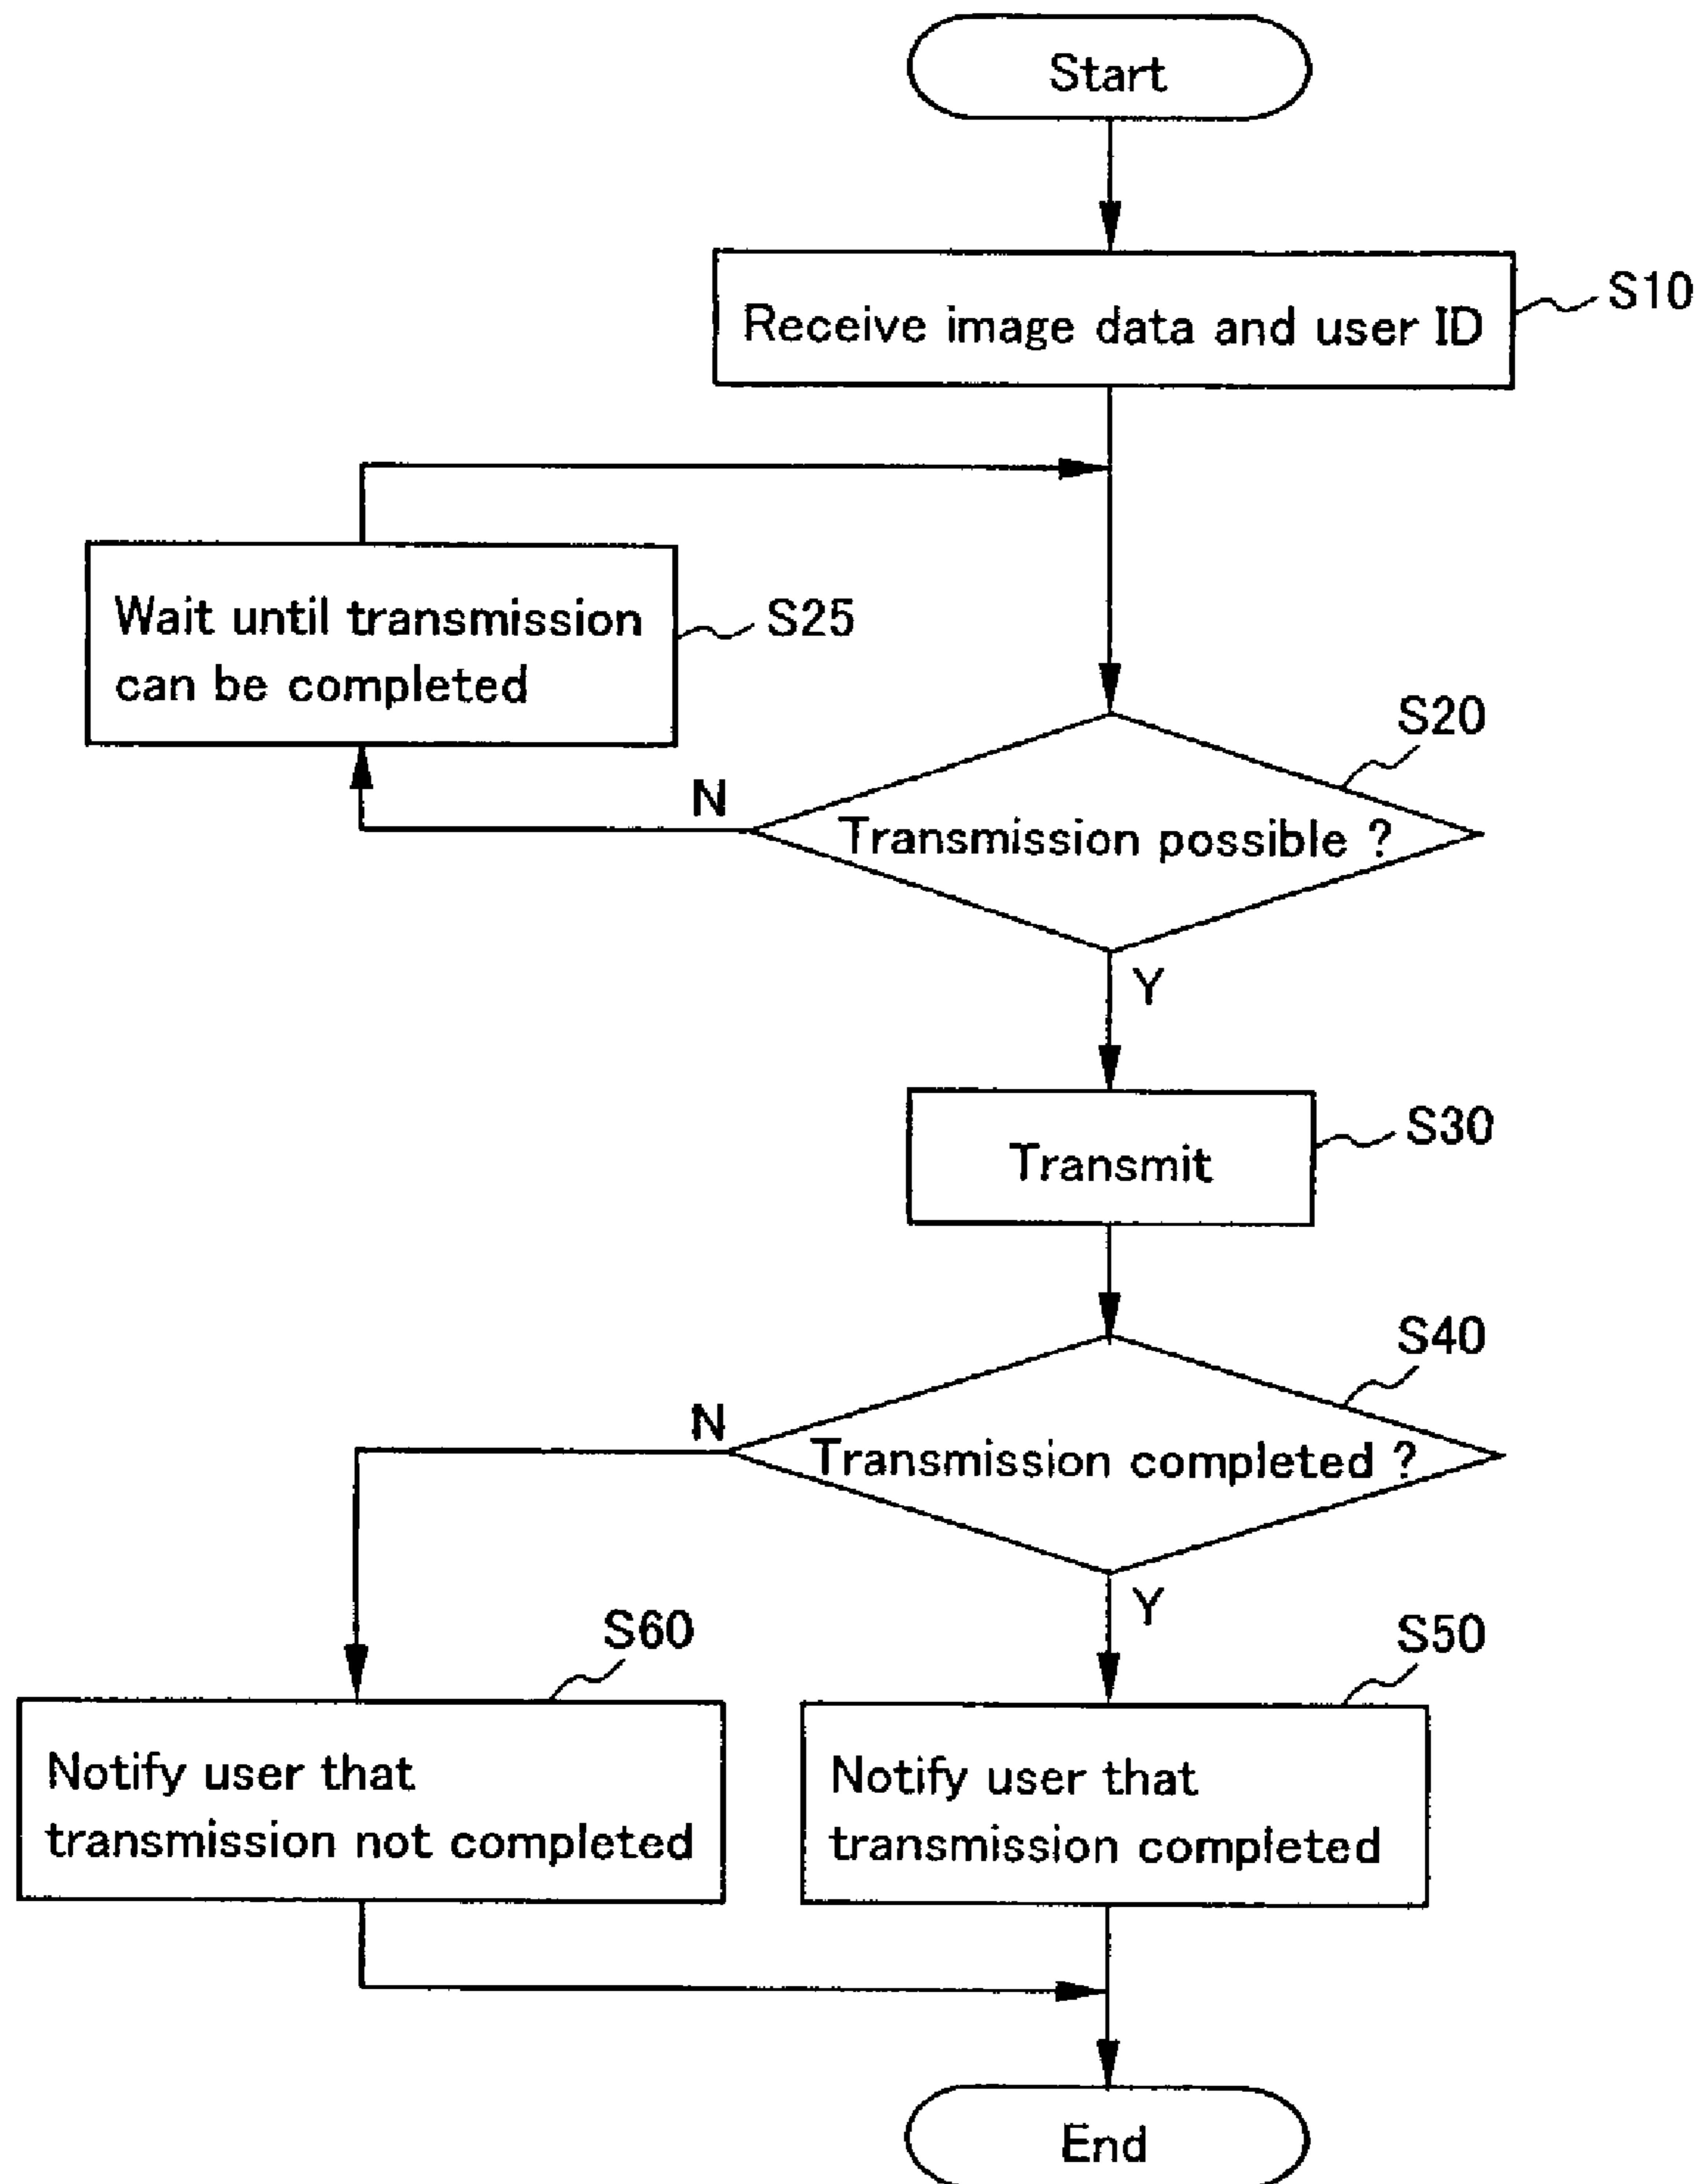 Start
Receive image data and user ID
S10
Wait until transmission
can be completed
S25
S20
N
Transmission possible ?
Y
Transmit
S30
S40
N
Transmission completed ?
Y
S60
S50
Notify user that
transmission not completed
Notify user that
transmission completed
End